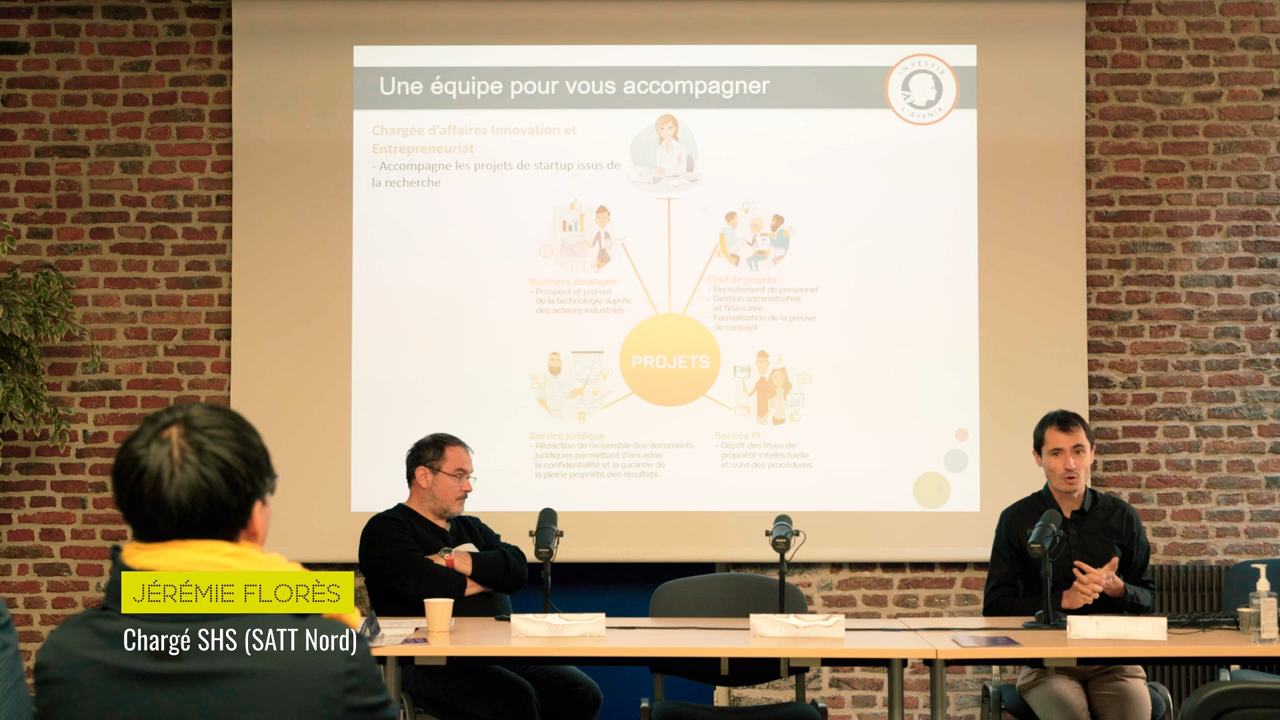 Une équipe pour vous accompagner
INVESTIR
L'AVENIR
Chargée d'affaires Innovation et
Entrepreneuriat
- Accompagne les projets de startup issus de
la recherche
Business developer
- Prospect et promut
de la technologie auprès
des acteurs industriels
Chef de projets
- Recrutement de personnel
- Gestion administrative
et financière
- Formalisation de la preuve
de concept
PROJETS
Service juridique
- Rédaction de l'ensemble des documents
juridiques permettant d'encadrer
la confidentialité et la garantie de
la pleine propriété des résultats
Service PI
- Dépôt des titres de
propriété intellectuelle
et suivi des procédures
JÉRÉMIE FLORÈS
Chargé SHS (SATT Nord)